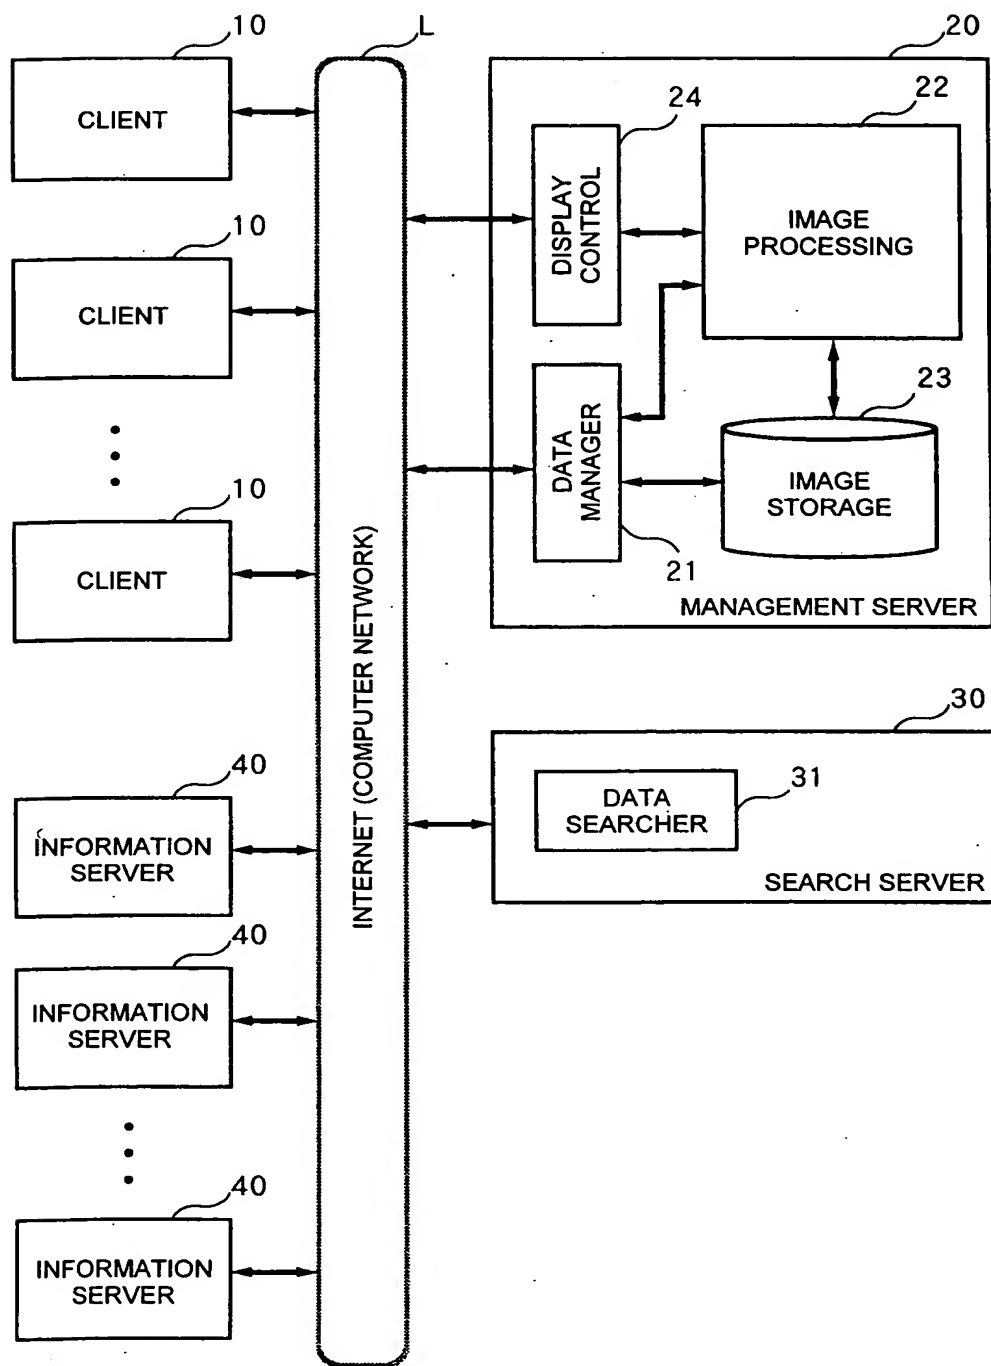 10
CLIENT
10
CLIENT
10
CLIENT
40
INFORMATION
SERVER
40
INFORMATION
SERVER
40
INFORMATION
SERVER
L
INTERNET (COMPUTER NETWORK)
20
24
DISPLAY
CONTROL
22
IMAGE
PROCESSING
DATA
MANAGER
21
23
IMAGE
STORAGE
MANAGEMENT SERVER
30
DATA
SEARCHER
31
SEARCH SERVER